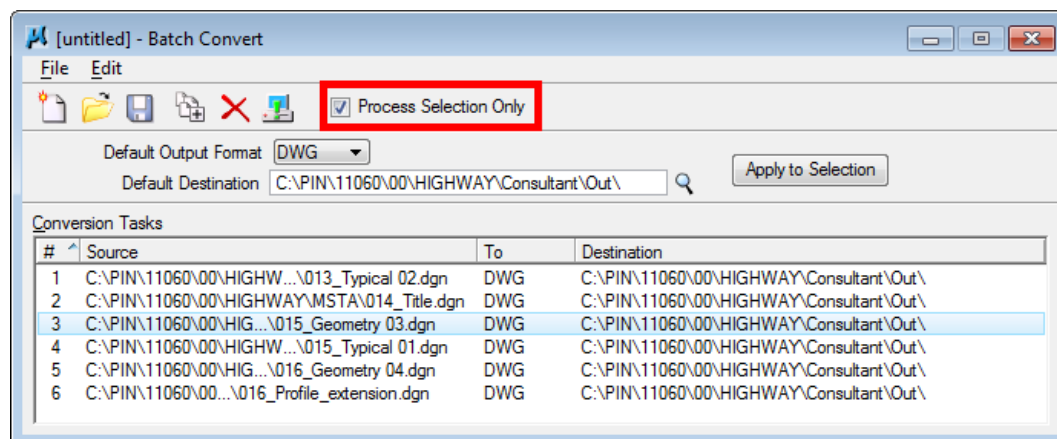 [untitled] - Batch Convert
File Edit
Process Selection Only
Default Output Format DWG
Default Destination C:\PIN\11060\00\HIGHWAY\Consultant\Out\ Apply to Selection
Conversion Tasks
# Source To Destination
1 C:\PIN\11060\00\HIGHW...\013_Typical 02.dgn DWG C:\PIN\11060\00\HIGHWAY\Consultant\Out\
2 C:\PIN\11060\00\HIGHWAY\MSTA\014_Title.dgn DWG C:\PIN\11060\00\HIGHWAY\Consultant\Out\
3 C:\PIN\11060\00\HIG...\015_Geometry 03.dgn DWG C:\PIN\11060\00\HIGHWAY\Consultant\Out\
4 C:\PIN\11060\00\HIGHW...\015_Typical 01.dgn DWG C:\PIN\11060\00\HIGHWAY\Consultant\Out\
5 C:\PIN\11060\00\HIG...\016_Geometry 04.dgn DWG C:\PIN\11060\00\HIGHWAY\Consultant\Out\
6 C:\PIN\11060\00...\016_Profile_extension.dgn DWG C:\PIN\11060\00\HIGHWAY\Consultant\Out\